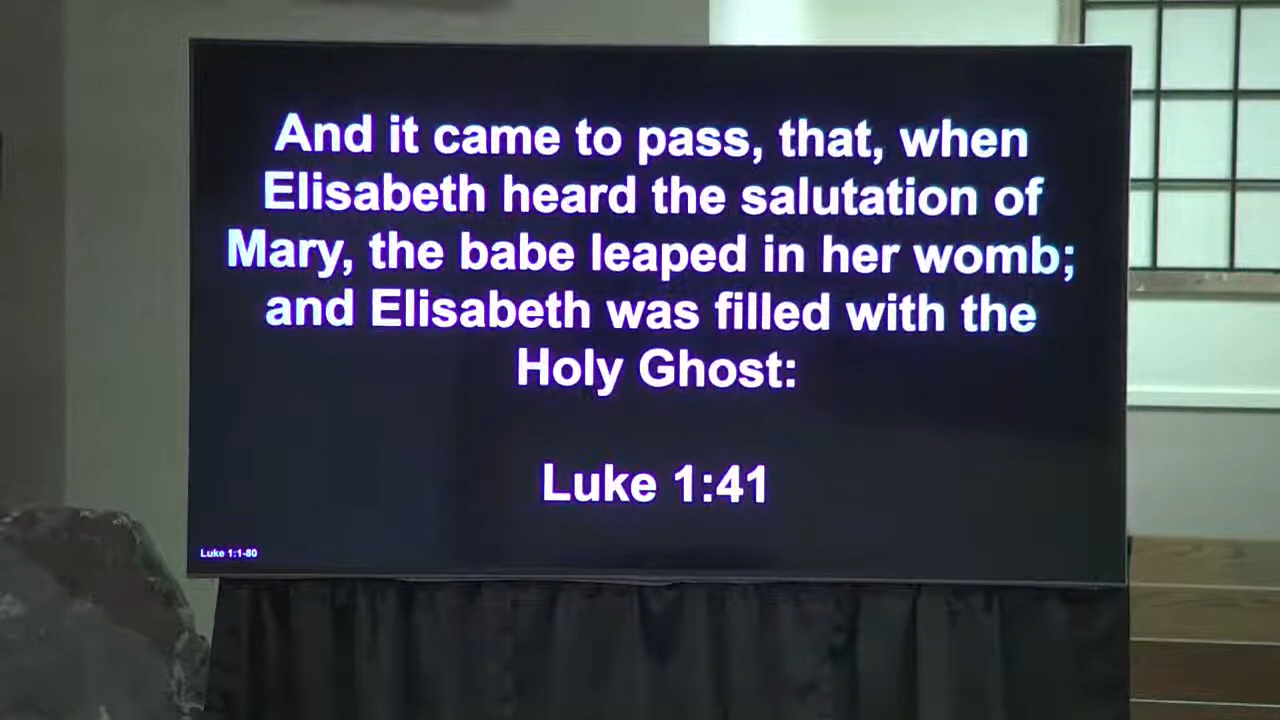 And it came to pass, that, when
Elisabeth heard the salutation of
Mary, the babe leaped in her womb;
and Elisabeth was filled with the
Holy Ghost:
Luke 1:41
Luke 1:1-80